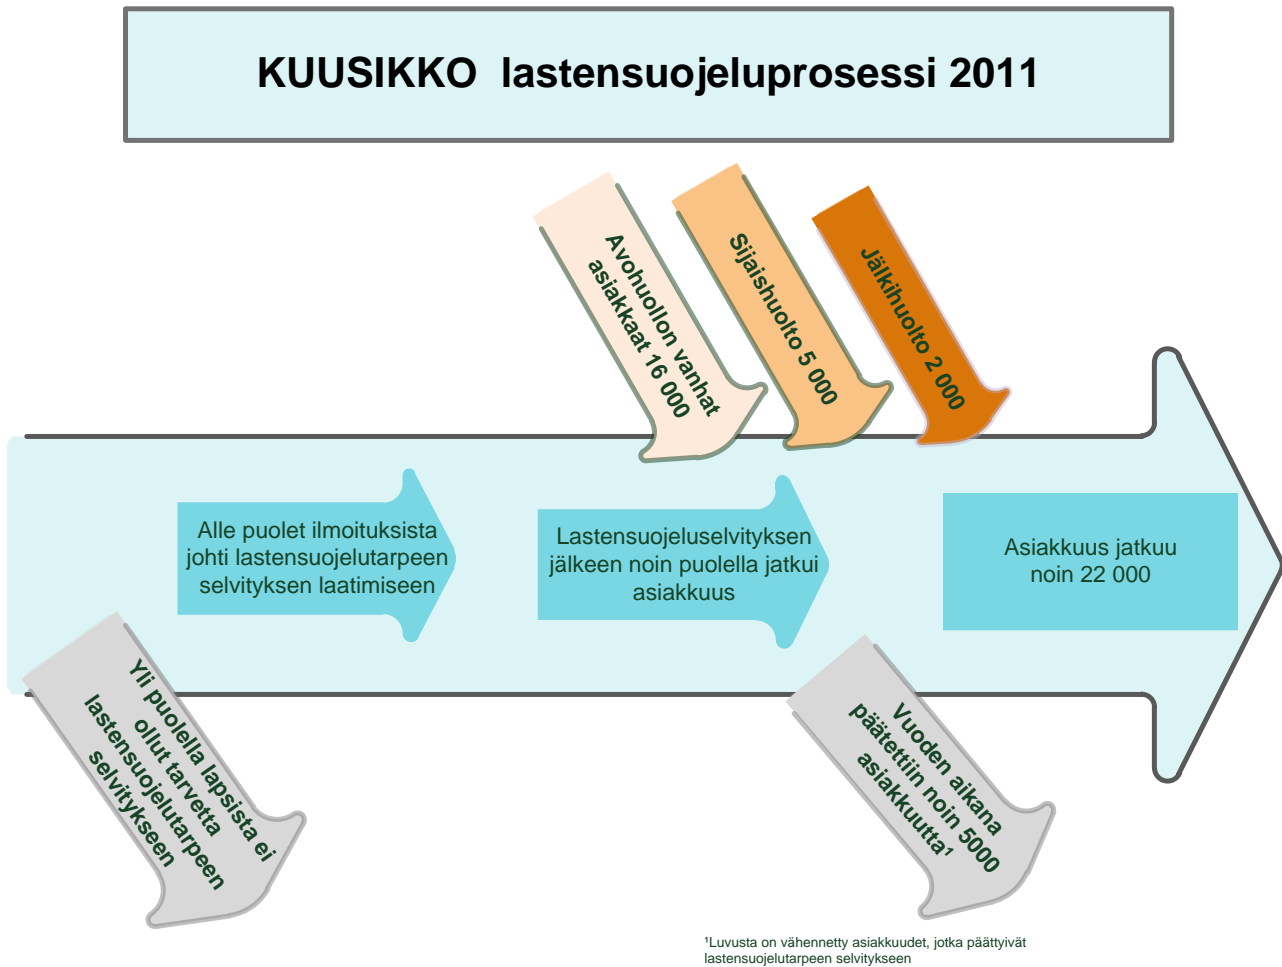 KUUSIKKO lastensuojeluprosessi 2011
Avohuollon vanhat
asiakkaat 16 000
Sijaishuolto 5 000
Jälkihuolto 2 000
Alle puolet ilmoituksista
johti lastensuojelutarpeen
selvityksen laatimiseen
Lastensuojeluselvityksen
jälkeen noin puolella jatkui
asiakkuus
Asiakkuus jatkuu
noin 22 000
Yli puolella lapsista ei
ollut tarvetta
lastensuojelutarpeen
selvitykseen
Vuoden aikana
päätettiin noin 5000
asiakkuutta¹
¹Luvusta on vähennetty asiakkuudet, jotka päättyivät
lastensuojelutarpeen selvitykseen